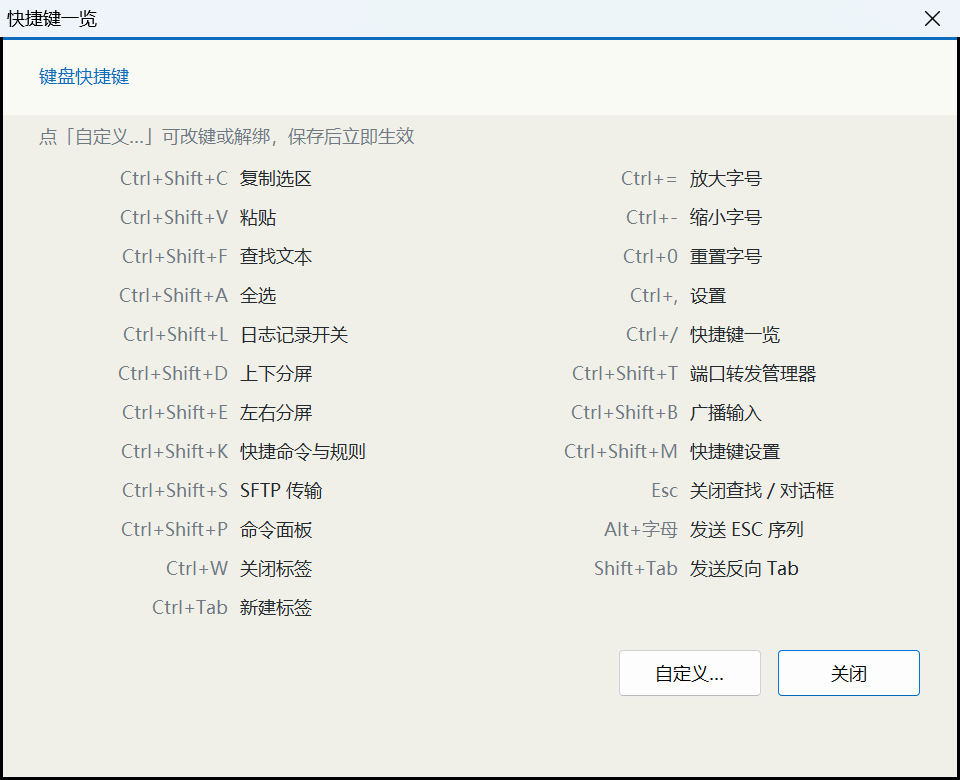 快捷键一览
键盘快捷键
点「自定义...」可改键或解绑，保存后立即生效
Ctrl+Shift+C 复制选区
Ctrl+Shift+V 粘贴
Ctrl+Shift+F 查找文本
Ctrl+Shift+A 全选
Ctrl+Shift+L 日志记录开关
Ctrl+Shift+D 上下分屏
Ctrl+Shift+E 左右分屏
Ctrl+Shift+K 快捷命令与规则
Ctrl+Shift+S SFTP 传输
Ctrl+Shift+P 命令面板
Ctrl+W 关闭标签
Ctrl+Tab 新建标签
Ctrl+= 放大字号
Ctrl+- 缩小字号
Ctrl+0 重置字号
Ctrl+, 设置
Ctrl+/ 快捷键一览
Ctrl+Shift+T 端口转发管理器
Ctrl+Shift+B 广播输入
Ctrl+Shift+M 快捷键设置
Esc 关闭查找 / 对话框
Alt+字母 发送 ESC 序列
Shift+Tab 发送反向 Tab
自定义...
关闭